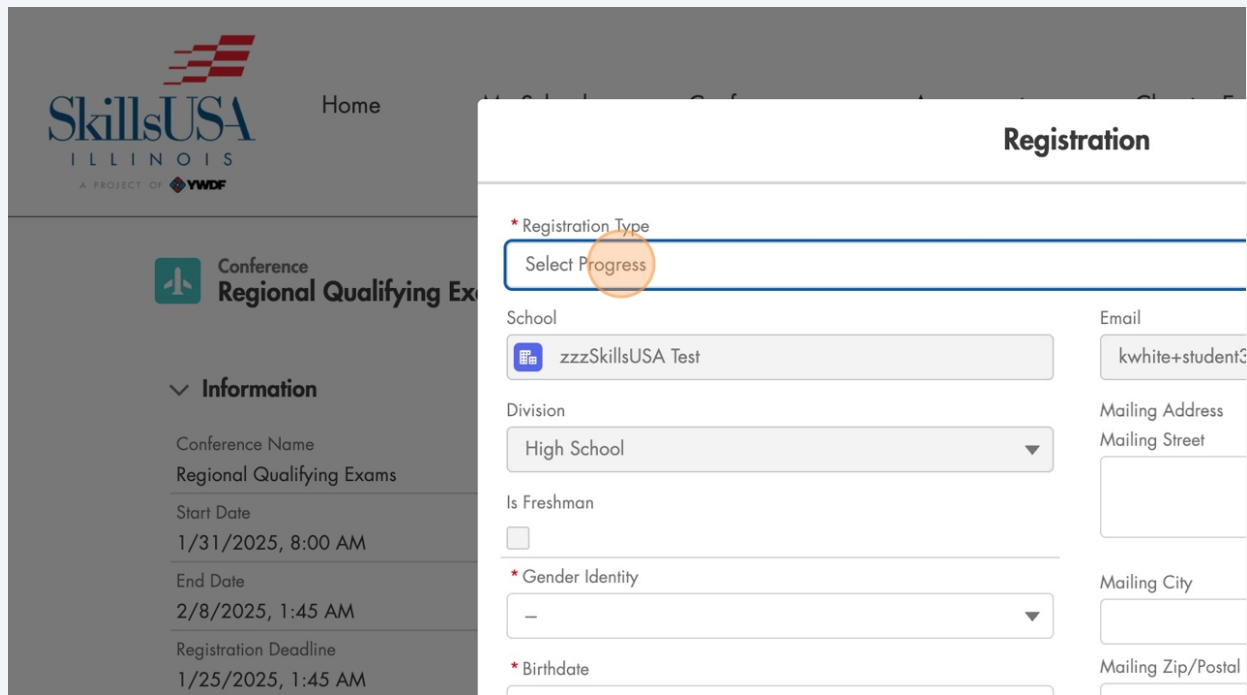 SkillsUSA
ILLINOIS
A PROJECT OF YWDF
Home
Registration
* Registration Type
Select Progress
Conference
Regional Qualifying
School
Email
zzzSkillsUSA Test
kwhite+student3
Information
Division
Mailing Address
Mailing Street
High School
Conference Name
Regional Qualifying Exams
Is Freshman
Start Date
1/31/2025, 8:00 AM
End Date
2/8/2025, 1:45 AM
* Gender Identity
Mailing City
–
Registration Deadline
1/25/2025, 1:45 AM
* Birthdate
Mailing Zip/Postal